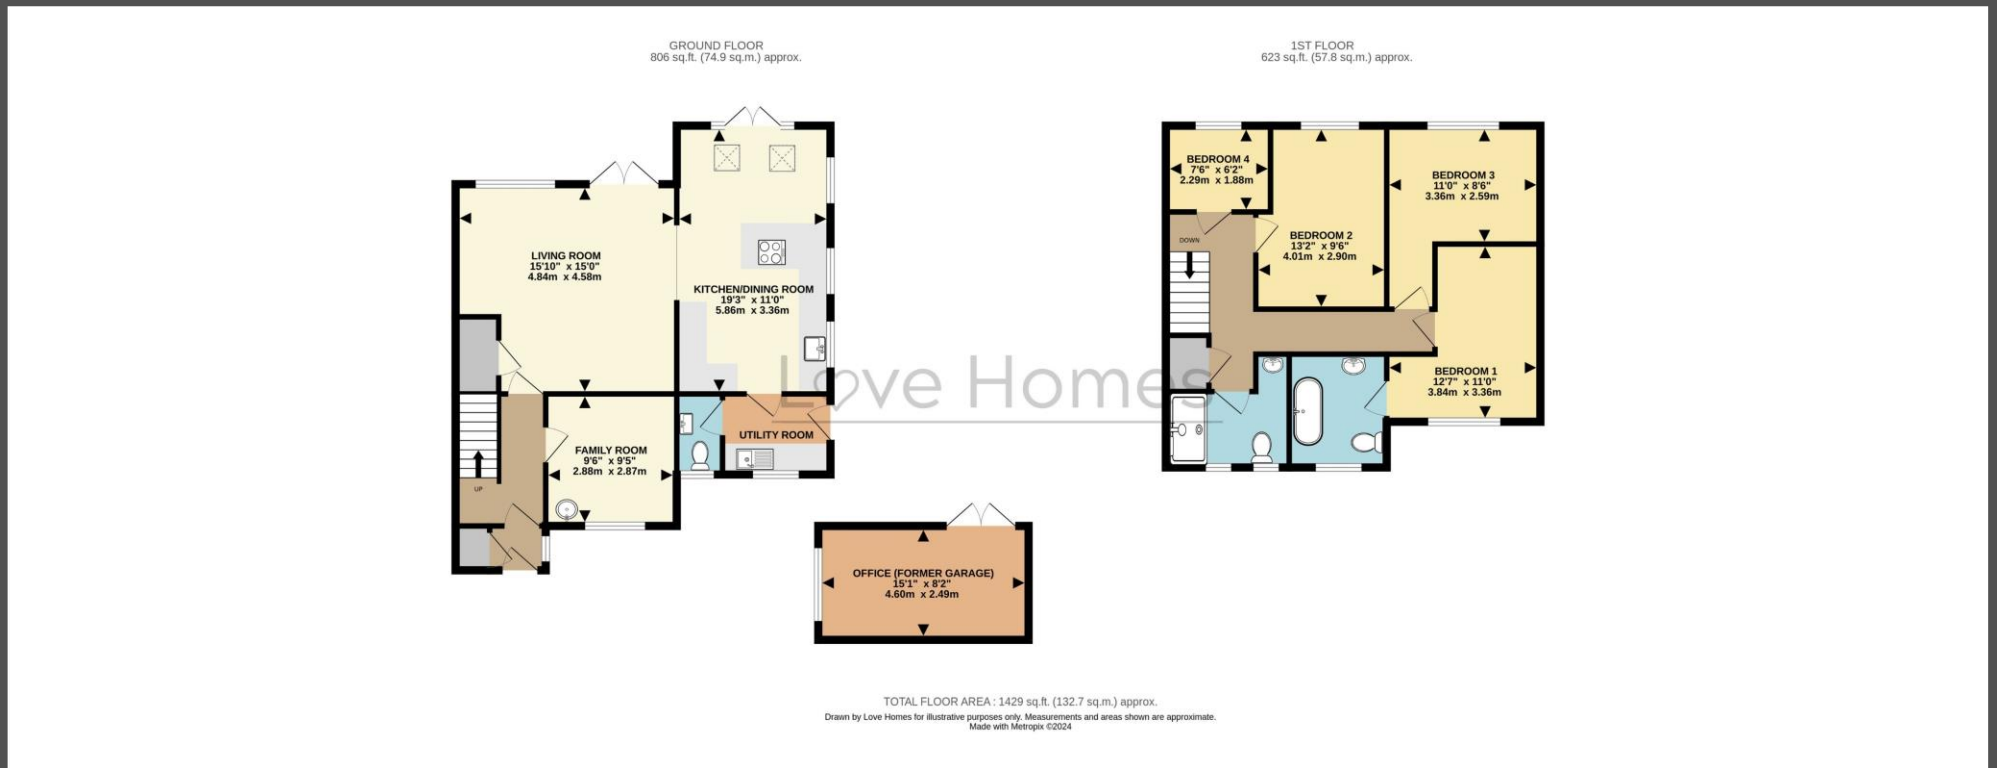 GROUND FLOOR
806 sq.ft. (74.9 sq.m.) approx.
LIVING ROOM
15'10" x 15'0"
4.84m x 4.58m
KITCHEN/DINING ROOM
19'3" x 11'0"
5.86m x 3.36m
FAMILY ROOM
9'6" x 9'5"
2.88m x 2.87m
UTILITY ROOM
UP
OFFICE (FORMER GARAGE)
15'1" x 8'2"
4.60m x 2.49m
1ST FLOOR
623 sq.ft. (57.8 sq.m.) approx.
BEDROOM 4
7'6" x 6'2"
2.29m x 1.88m
BEDROOM 3
11'0" x 8'6"
3.36m x 2.59m
BEDROOM 2
13'2" x 9'6"
4.01m x 2.90m
DOWN
BEDROOM 1
12'7" x 11'0"
3.84m x 3.36m
Love Homes
TOTAL FLOOR AREA : 1429 sq.ft. (132.7 sq.m.) approx.
Drawn by Love Homes for illustrative purposes only. Measurements and areas shown are approximate.
Made with Metropix ©2024